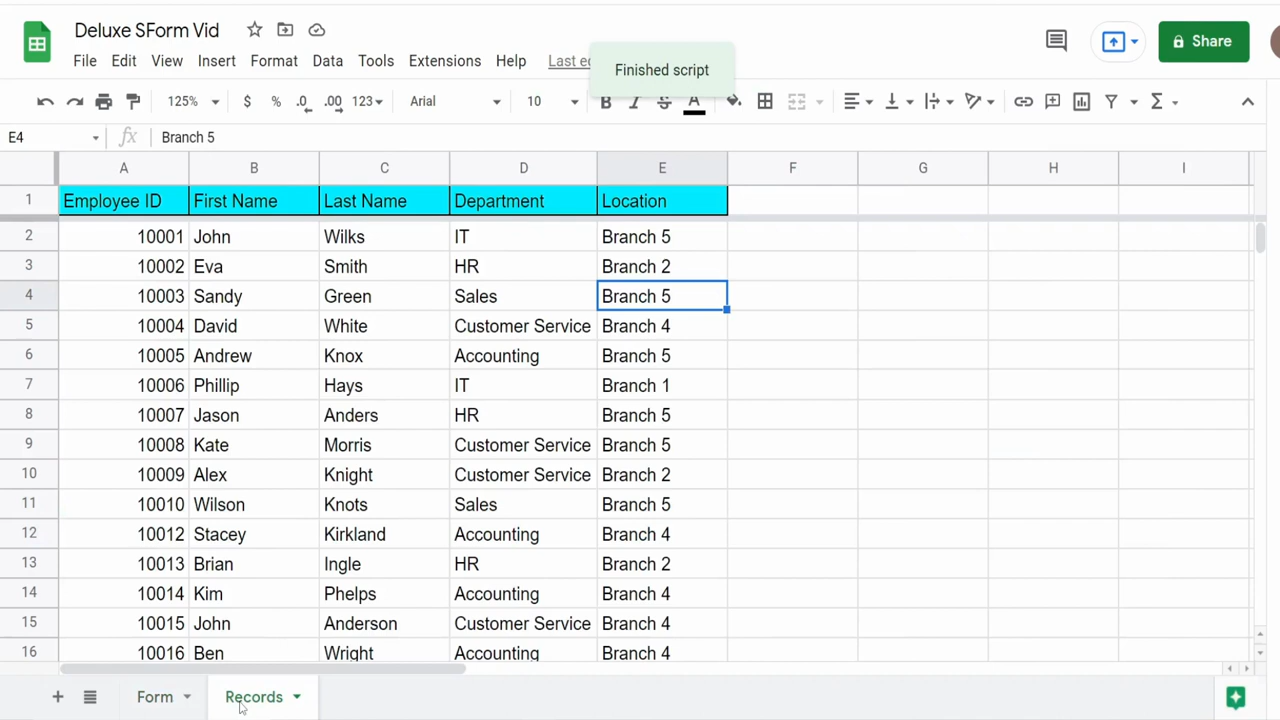 Deluxe SForm Vid
File Edit View Insert Format Data Tools Extensions Help Last e
Finished script
Share
125% $ % .0 .00 123 Arial 10 B I S A
E4 fx Branch 5
A B C D E F G H I
1 Employee ID First Name Last Name Department Location
2 10001 John Wilks IT Branch 5
3 10002 Eva Smith HR Branch 2
4 10003 Sandy Green Sales Branch 5
5 10004 David White Customer Service Branch 4
6 10005 Andrew Knox Accounting Branch 5
7 10006 Phillip Hays IT Branch 1
8 10007 Jason Anders HR Branch 5
9 10008 Kate Morris Customer Service Branch 5
10 10009 Alex Knight Customer Service Branch 2
11 10010 Wilson Knots Sales Branch 5
12 10012 Stacey Kirkland Accounting Branch 4
13 10013 Brian Ingle HR Branch 2
14 10014 Kim Phelps Accounting Branch 4
15 10015 John Anderson Customer Service Branch 4
16 10016 Ben Wright Accounting Branch 4
+ Form Records